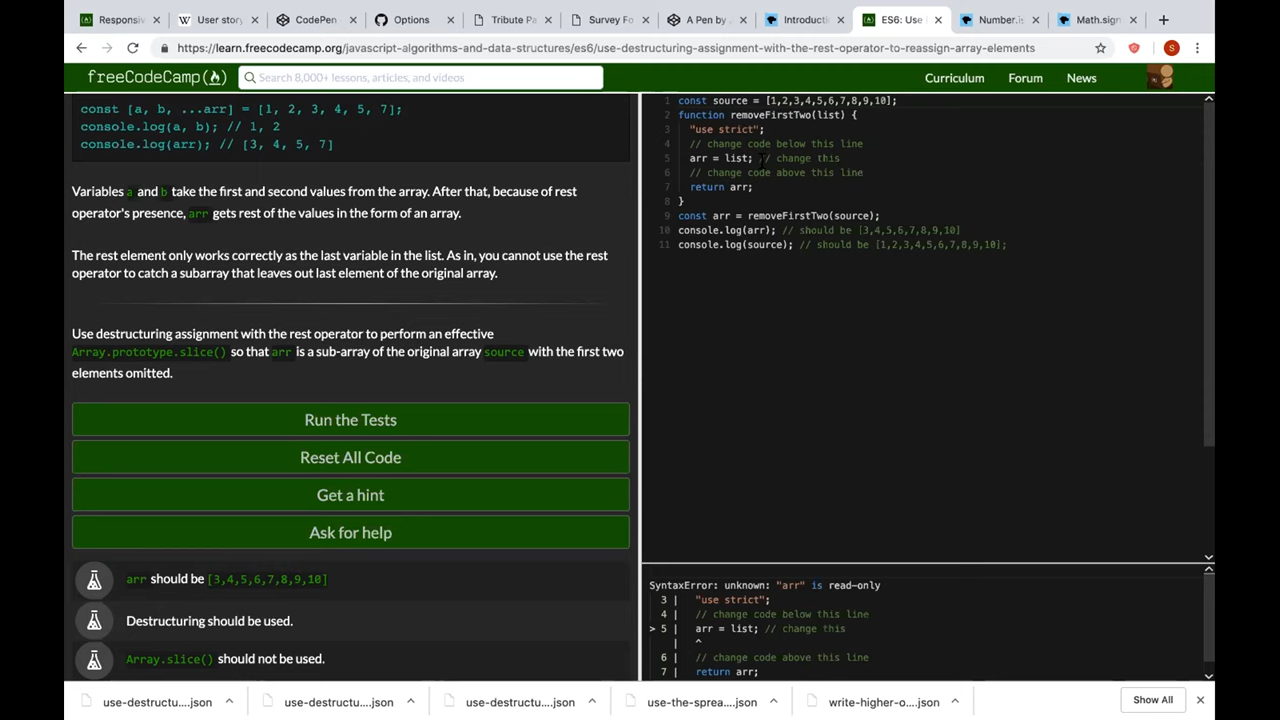 Responsiv
User story
CodePen
Options
Tribute Pa
Survey Fo
A Pen by
Introducti
ES6: Use
Number.is
Math.sign
https://learn.freecodecamp.org/javascript-algorithms-and-data-structures/es6/use-destructuring-assignment-with-the-rest-operator-to-reassign-array-elements
S
freeCodeCamp
Search 8,000+ lessons, articles, and videos
Curriculum
Forum
News
const [a, b, ...arr] = [1, 2, 3, 4, 5, 7];
console.log(a, b); // 1, 2
console.log(arr); // [3, 4, 5, 7]
Variables a and b take the first and second values from the array. After that, because of rest
operator's presence, arr gets rest of the values in the form of an array.
The rest element only works correctly as the last variable in the list. As in, you cannot use the rest
operator to catch a subarray that leaves out last element of the original array.
Use destructuring assignment with the rest operator to perform an effective
Array.prototype.slice() so that arr is a sub-array of the original array source with the first two
elements omitted.
Run the Tests
Reset All Code
Get a hint
Ask for help
arr should be [3,4,5,6,7,8,9,10]
Destructuring should be used.
Array.slice() should not be used.
1 const source = [1,2,3,4,5,6,7,8,9,10];
2 function removeFirstTwo(list) {
3 "use strict";
4 // change code below this line
5 arr = list; // change this
6 // change code above this line
7 return arr;
8 }
9 const arr = removeFirstTwo(source);
10 console.log(arr); // should be [3,4,5,6,7,8,9,10]
11 console.log(source); // should be [1,2,3,4,5,6,7,8,9,10];
SyntaxError: unknown: "arr" is read-only
3 | "use strict";
4 | // change code below this line
> 5 | arr = list; // change this
| ^
6 | // change code above this line
7 | return arr;
use-destructu....json
use-destructu....json
use-destructu....json
use-the-sprea....json
write-higher-o....json
Show All